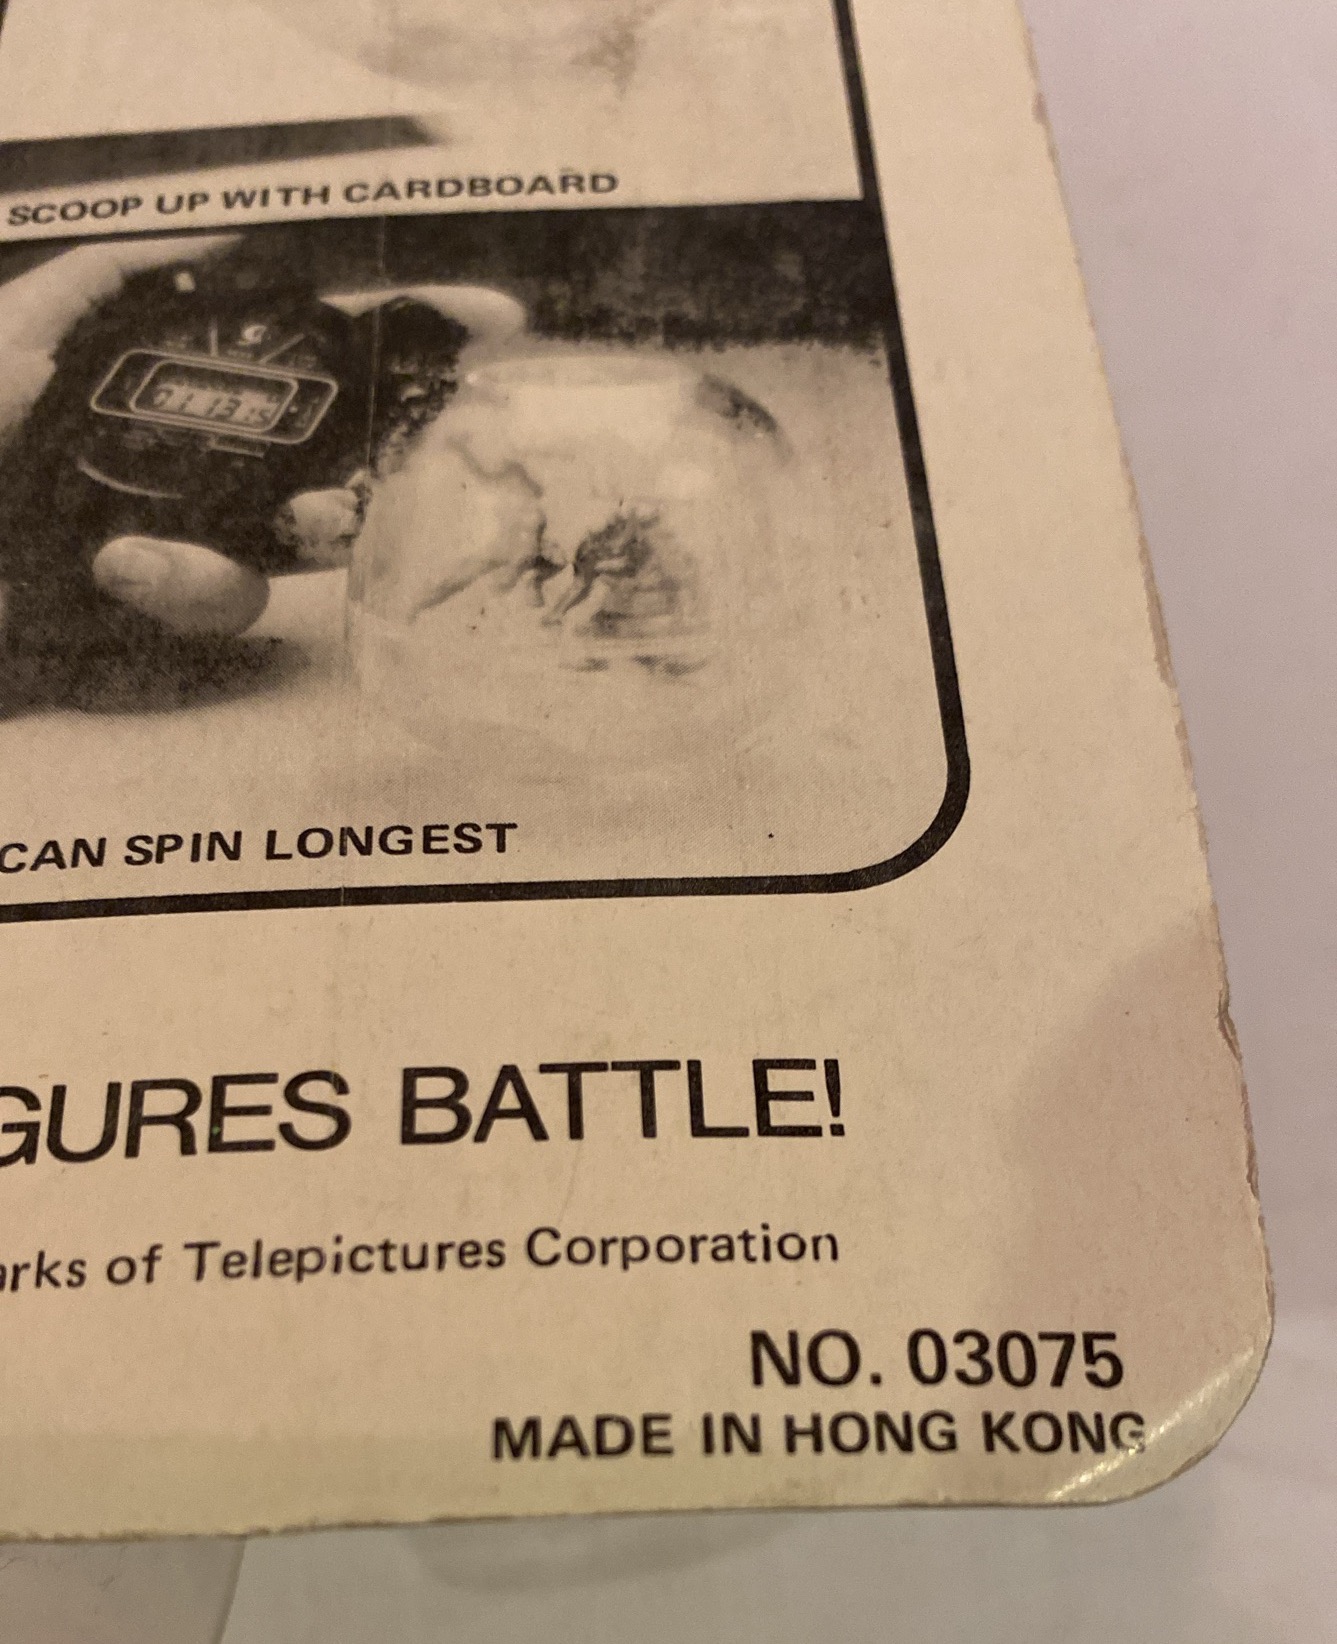 SCOOP UP WITH CARDBOARD
CAN SPIN LONGEST
GURES BATTLE!
arks of Telepictures Corporation
NO. 03075
MADE IN HONG KONG